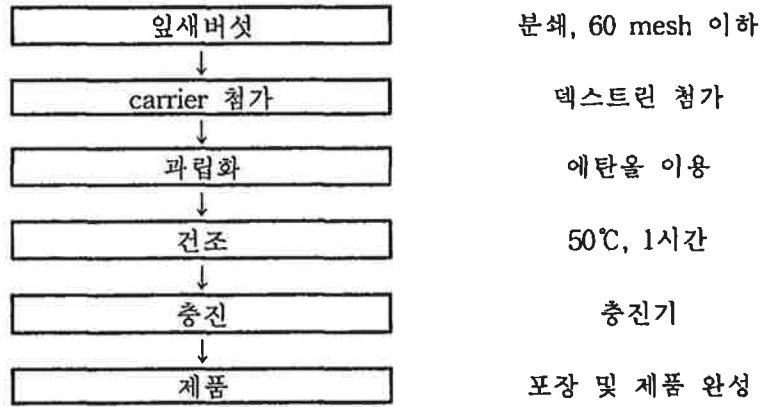 잎새버섯 분쇄, 60 mesh 이하
↓
carrier 첨가 덱스트린 첨가
↓
과립화 에탄올 이용
↓
건조 50℃, 1시간
↓
충진 충진기
↓
제품 포장 및 제품 완성